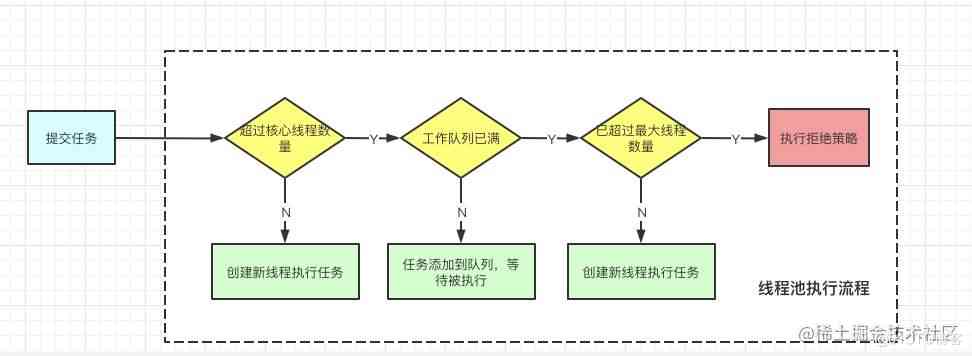 提交任务
超过核心线程数
量
Y
工作队列已满
Y
已超过最大线程
数量
Y
执行拒绝策略
N
N
N
创建新线程执行任务
任务添加到队列，等
待被执行
创建新线程执行任务
线程池执行流程
@稀土掘金技术社区